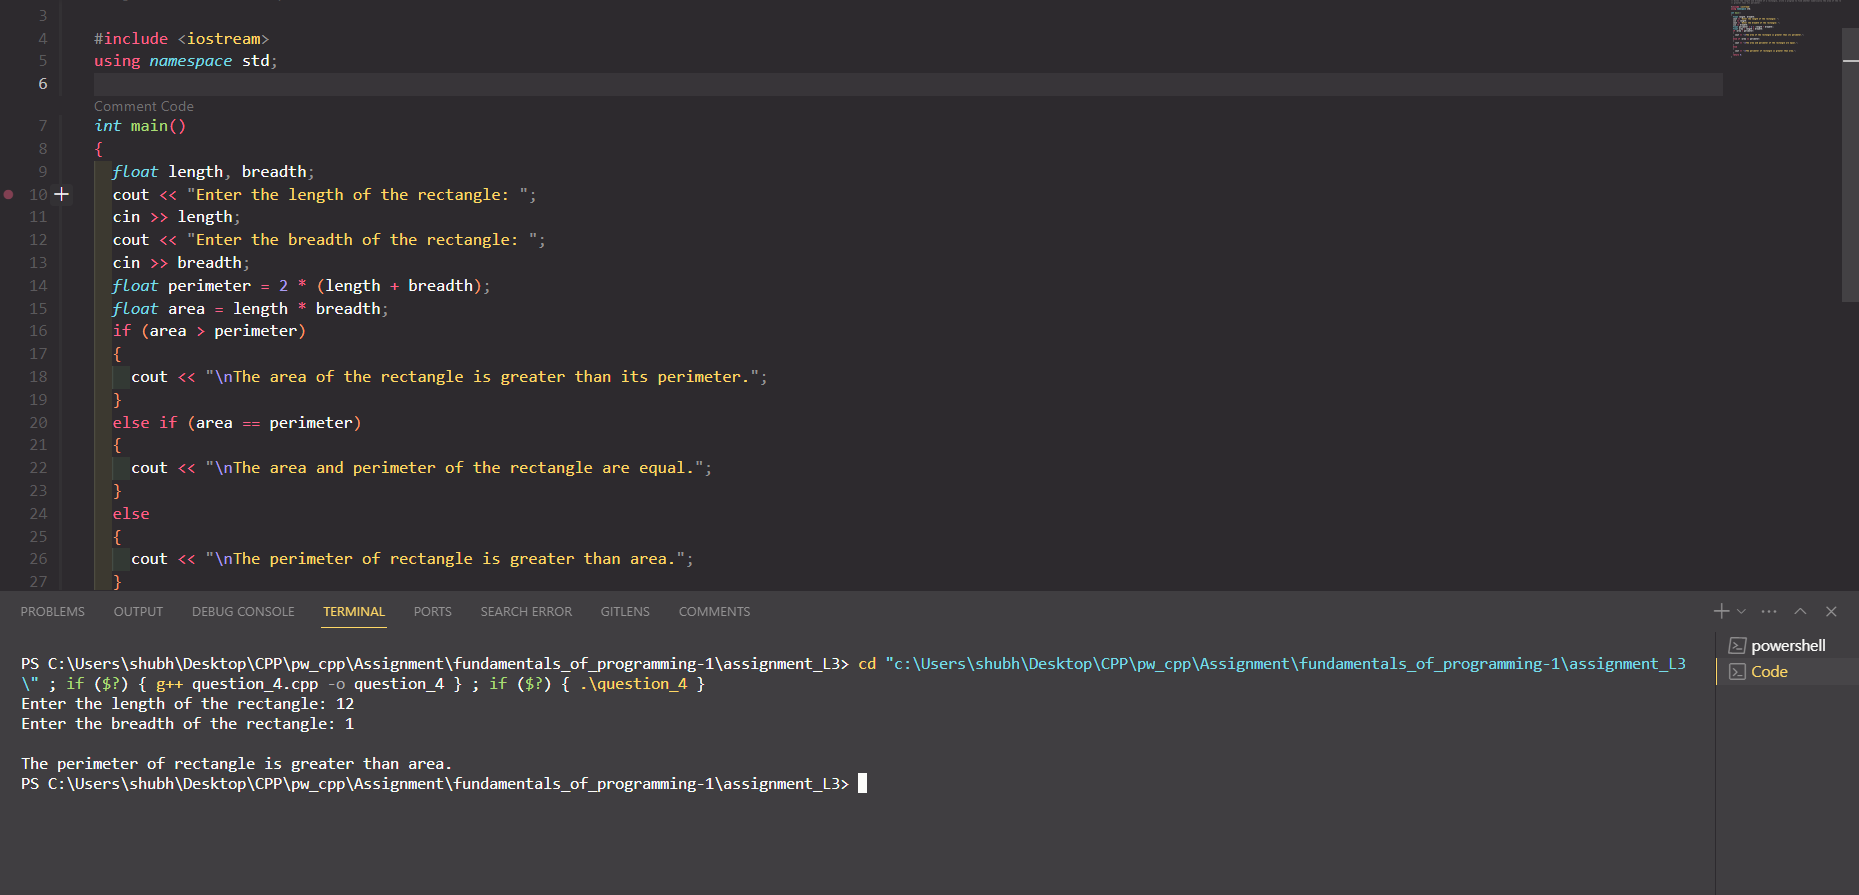 3
4 #include <iostream>
5 using namespace std;
6
Comment Code
7 int main()
8 {
9 float length, breadth;
10 cout << "Enter the length of the rectangle: ";
11 cin >> length;
12 cout << "Enter the breadth of the rectangle: ";
13 cin >> breadth;
14 float perimeter = 2 * (length + breadth);
15 float area = length * breadth;
16 if (area > perimeter)
17 {
18 cout << "\nThe area of the rectangle is greater than its perimeter.";
19 }
20 else if (area == perimeter)
21 {
22 cout << "\nThe area and perimeter of the rectangle are equal.";
23 }
24 else
25 {
26 cout << "\nThe perimeter of rectangle is greater than area.";
27 }
PROBLEMS OUTPUT DEBUG CONSOLE TERMINAL PORTS SEARCH ERROR GITLENS COMMENTS
PS C:\Users\shubh\Desktop\CPP\pw_cpp\Assignment\fundamentals_of_programming-1\assignment_L3> cd "c:\Users\shubh\Desktop\CPP\pw_cpp\Assignment\fundamentals_of_programming-1\assignment_L3
\" ; if ($?) { g++ question_4.cpp -o question_4 } ; if ($?) { .\question_4 }
Enter the length of the rectangle: 12
Enter the breadth of the rectangle: 1
The perimeter of rectangle is greater than area.
PS C:\Users\shubh\Desktop\CPP\pw_cpp\Assignment\fundamentals_of_programming-1\assignment_L3>
powershell
Code